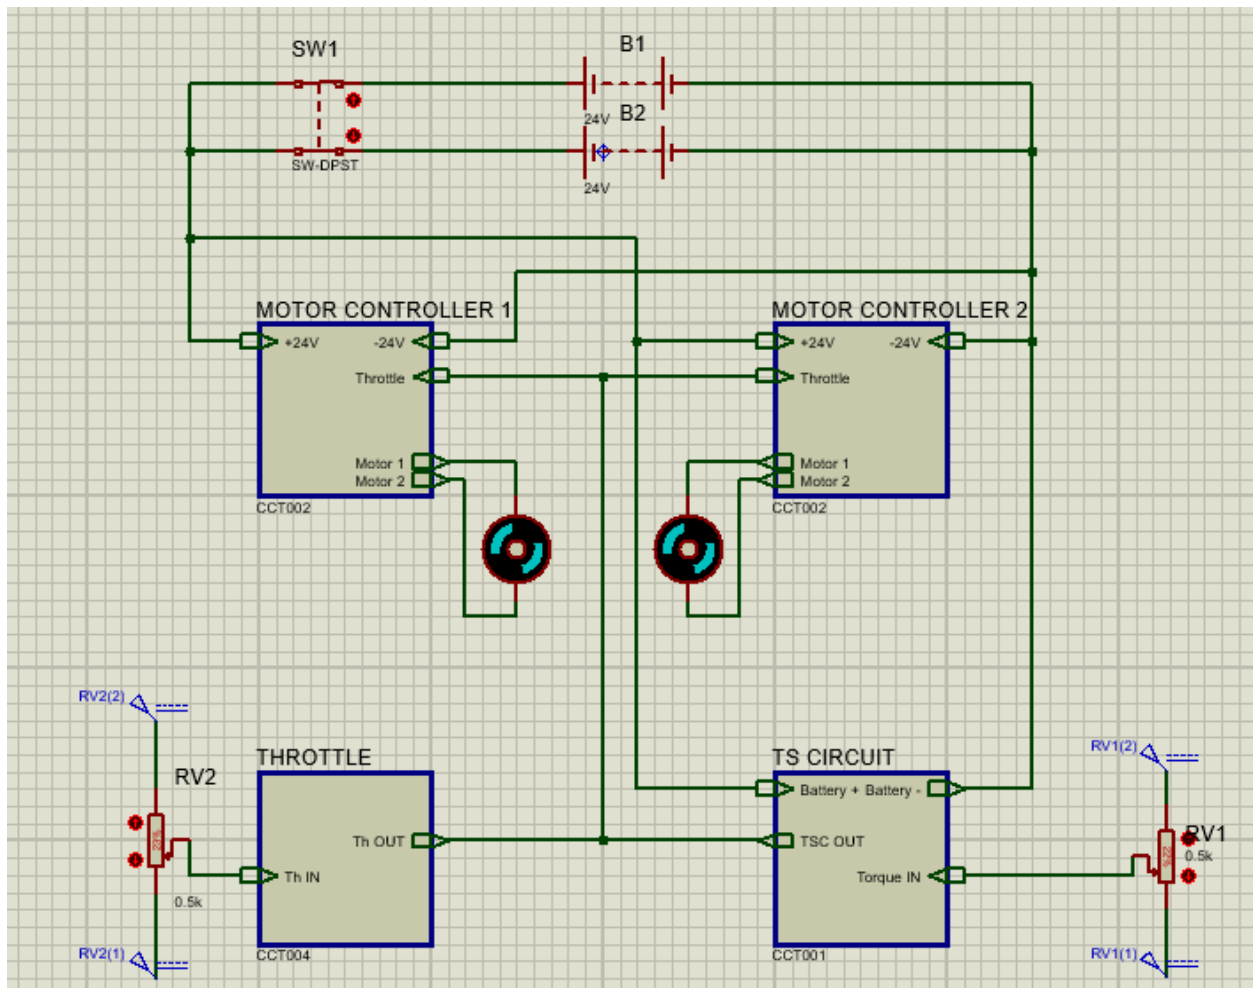 SW1
B1
24V
B2
SW-DPST
24V
MOTOR CONTROLLER 1
MOTOR CONTROLLER 2
+24V
-24V
+24V
-24V
Throttle
Throttle
Motor 1
Motor 2
Motor 1
Motor 2
CCT002
CCT002
RV2(2)
THROTTLE
TS CIRCUIT
RV1(2)
RV2
Battery +
Battery -
23%
Th OUT
TSC OUT
RV1
22%
0.5k
Th IN
Torque IN
0.5k
RV2(1)
CCT004
CCT001
RV1(1)